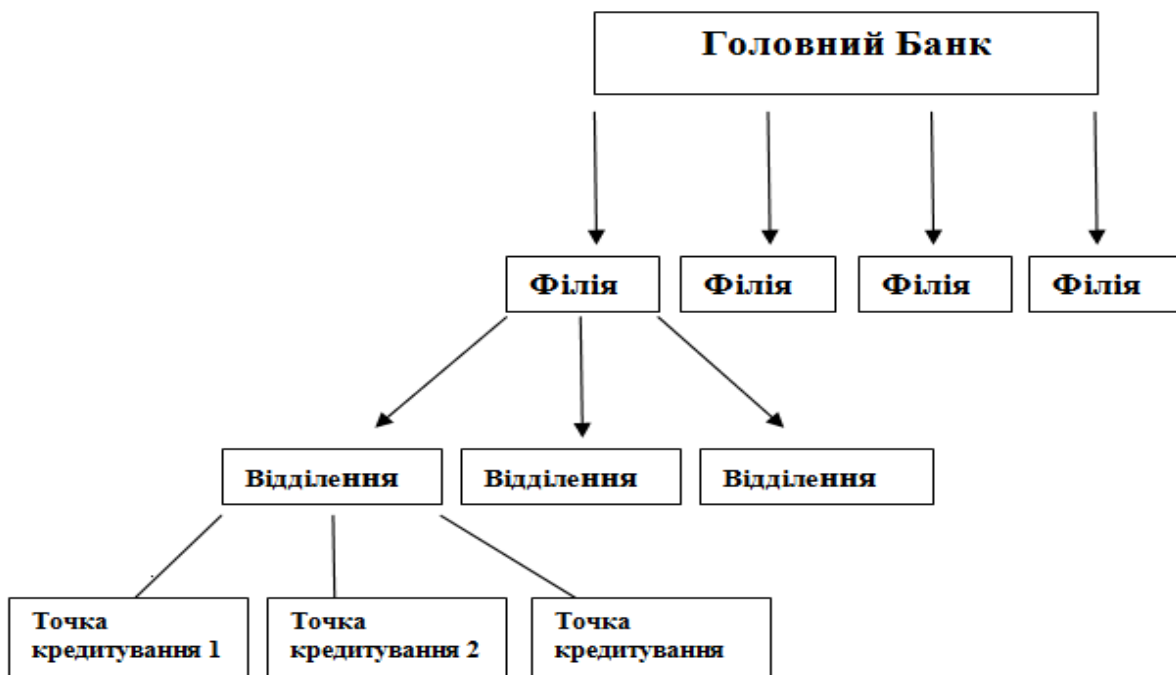 Головний Банк
Філія
Філія
Філія
Філія
Відділення
Відділення
Відділення
Точка
кредитування 1
Точка
кредитування 2
Точка
кредитування